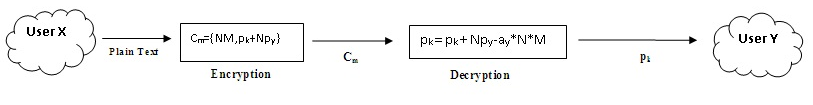 User X
Plain Text
Cm={NM,pk+Npy}
Encryption
Cm
pk= pk+ Npy-ay*N*M
Decryption
pk
User Y